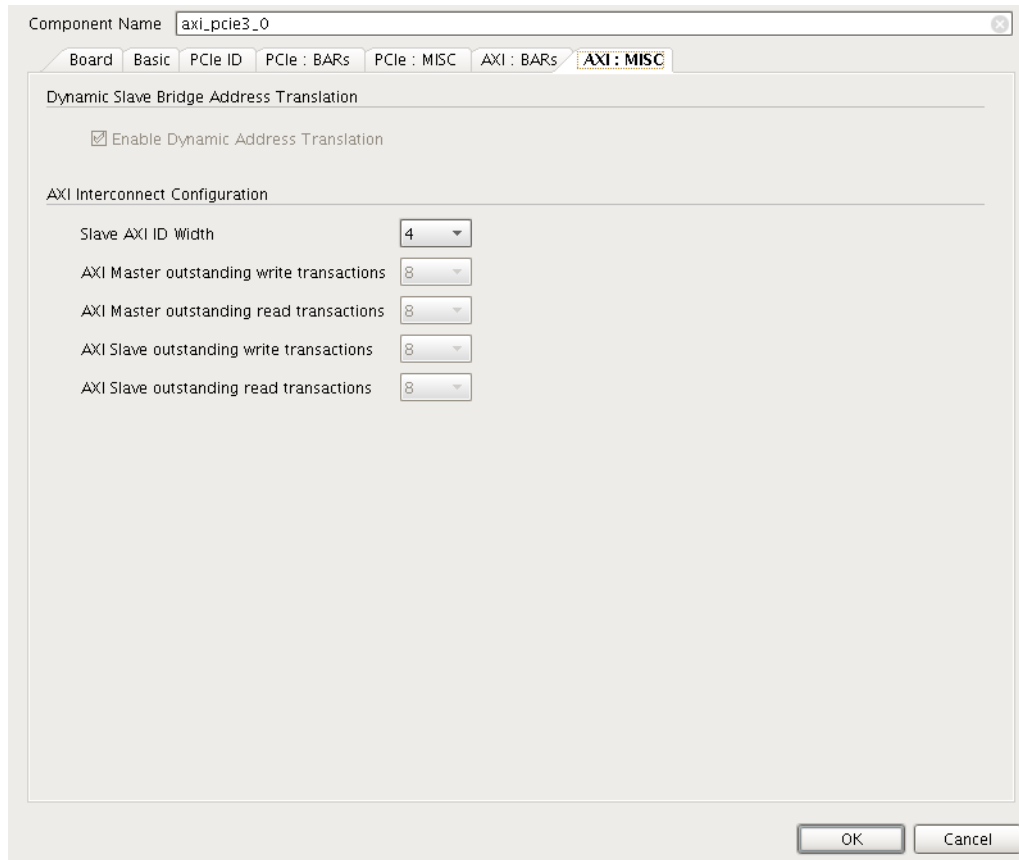 Component Name axi_pcie3_0
Board Basic PCIe ID PCIe : BARs PCIe : MISC AXI : BARs AXI : MISC
Dynamic Slave Bridge Address Translation
Enable Dynamic Address Translation
AXI Interconnect Configuration
Slave AXI ID Width 4
AXI Master outstanding write transactions 8
AXI Master outstanding read transactions 8
AXI Slave outstanding write transactions 8
AXI Slave outstanding read transactions 8
OK Cancel